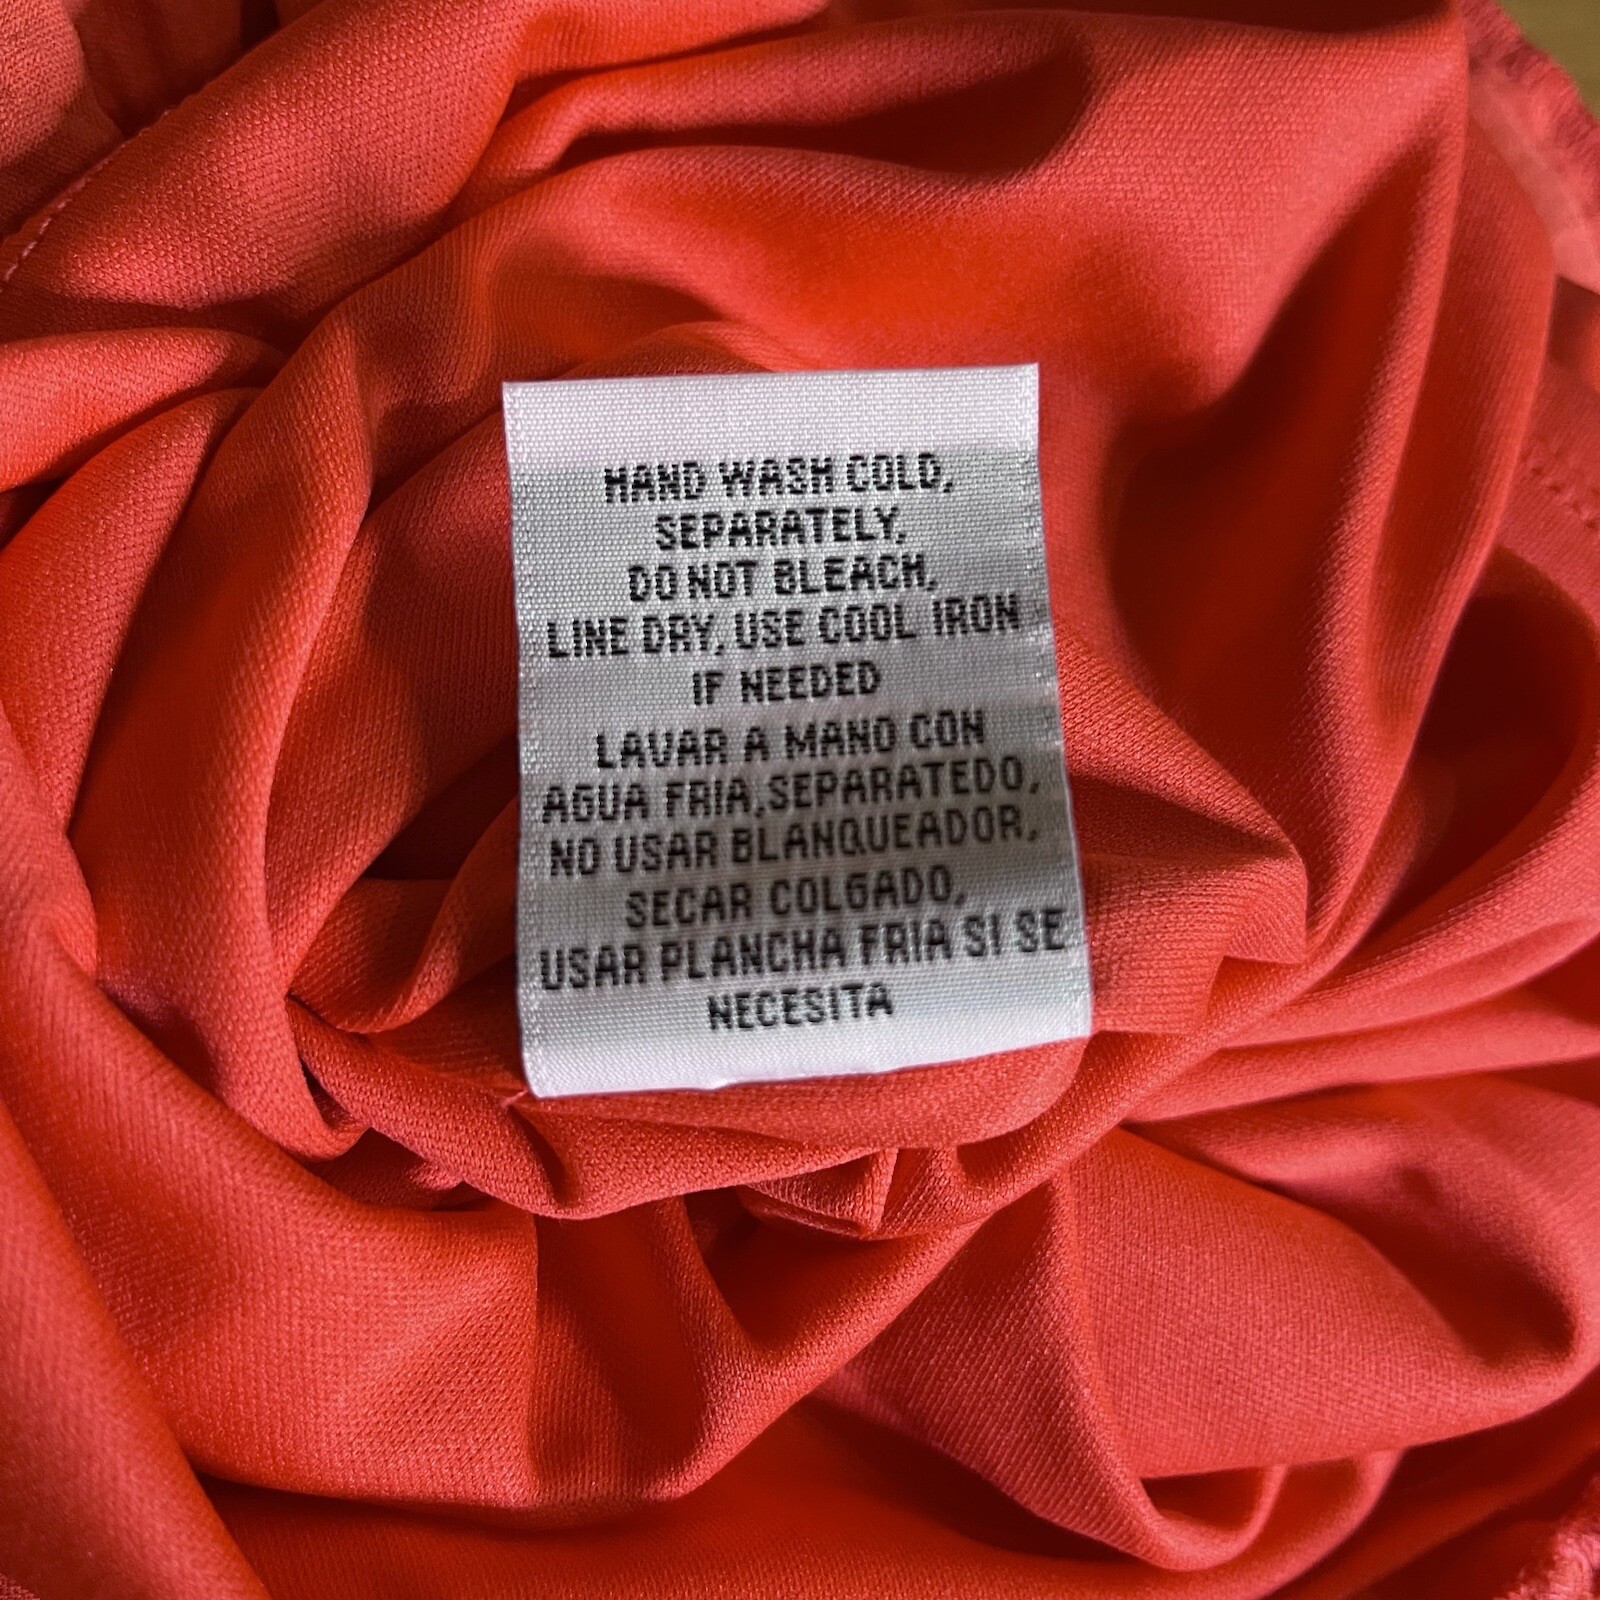 HAND WASH COLD,
SEPARATELY,
DO NOT BLEACH,
LINE DRY, USE COOL IRON
IF NEEDED
LAVAR A MANO CON
AGUA FRIA,SEPARATEDO,
NO USAR BLANQUEADOR,
SECAR COLGADO,
USAR PLANCHA FRIA SI SE
NECESITA